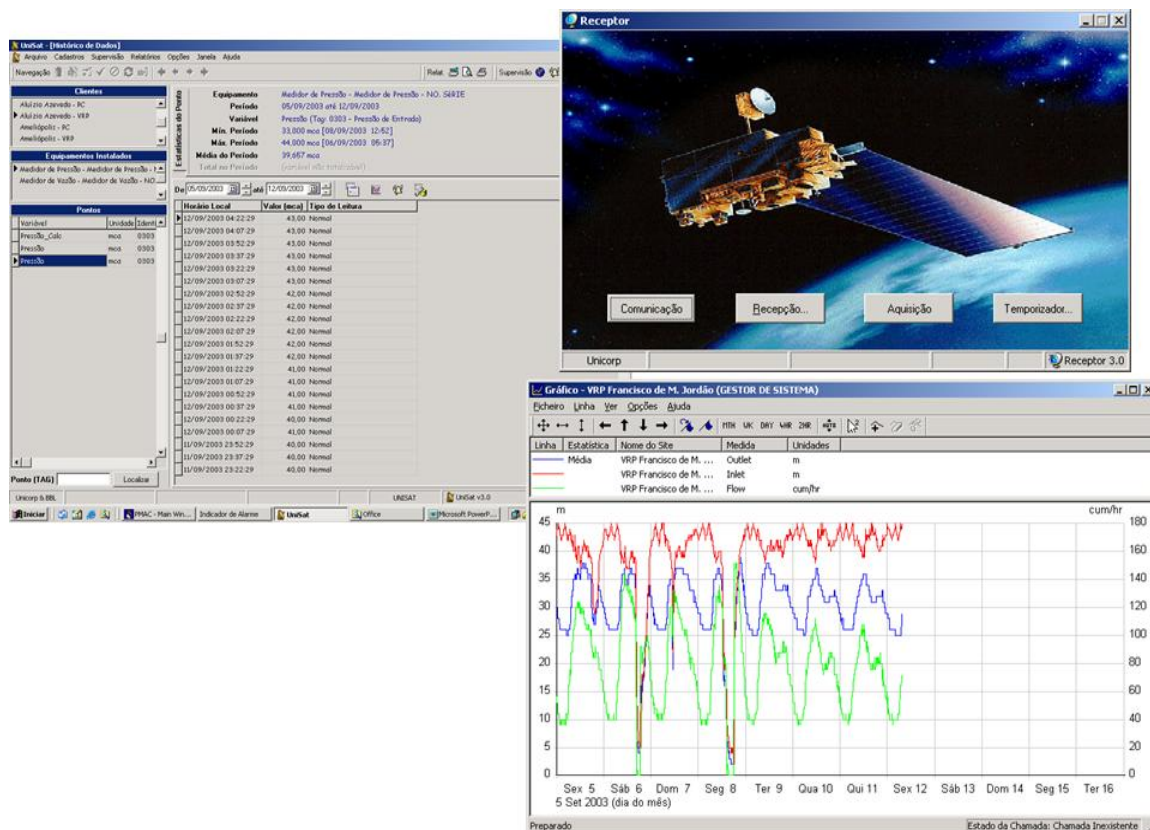 UniSat - [Histórico de Dados]
Arquivo Cadastros Supervisão Relatórios Opções Janela Ajuda
Navegação
Relat.
Supervisão
Clientes
Aluízio Azevedo - PC
Aluízio Azevedo - VRP
Ameliópolis - PC
Ameliópolis - VRP
Equipamentos Instalados
Medidor de Pressão - Medidor de Pressão -
Medidor de Vazão - Medidor de Vazão - NO.
Pontos
Variável Unidade Ident
Pressão_Calc mca 0303
Pressão mca 0303
Pressão mca 0303
Ponto (TAG) Localizar
Estatísticas do Ponto
Equipamento Medidor de Pressão - Medidor de Pressão - NO. SéRIE
Período 05/09/2003 até 12/09/2003
Variável Pressão (Tag: 0303 - Pressão de Entrada)
Mín. Período 33,000 mca [08/09/2003 12:52]
Máx. Período 44,000 mca [06/09/2003 05:37]
Média do Período 39,657 mca
Total no Período (variável não totalizável)
De 05/09/2003 até 12/09/2003
Horário Local Valor (mca) Tipo de Leitura
12/09/2003 04:22:29 43,00 Normal
12/09/2003 04:07:29 43,00 Normal
12/09/2003 03:52:29 43,00 Normal
12/09/2003 03:37:29 43,00 Normal
12/09/2003 03:22:29 43,00 Normal
12/09/2003 03:07:29 43,00 Normal
12/09/2003 02:52:29 42,00 Normal
12/09/2003 02:37:29 42,00 Normal
12/09/2003 02:22:29 42,00 Normal
12/09/2003 02:07:29 42,00 Normal
12/09/2003 01:52:29 42,00 Normal
12/09/2003 01:37:29 42,00 Normal
12/09/2003 01:22:29 41,00 Normal
12/09/2003 01:07:29 41,00 Normal
12/09/2003 00:52:29 41,00 Normal
12/09/2003 00:37:29 41,00 Normal
12/09/2003 00:22:29 40,00 Normal
12/09/2003 00:07:29 41,00 Normal
11/09/2003 23:52:29 40,00 Normal
11/09/2003 23:37:29 40,00 Normal
11/09/2003 23:22:29 40,00 Normal
Unicorp & BBL UNISAT UniSat v3.0
Iniciar PMAC - Main Win... Indicador de Alarme UniSat Office Microsoft PowerP...
Receptor
Comunicação Recepção... Aquisição Temporizador...
Unicorp Receptor 3.0
Gráfico - VRP Francisco de M. Jordão (GESTOR DE SISTEMA)
Ficheiro Linha Ver Opções Ajuda
MTH WK DAY 4HR 2HR AUTO
Linha Estatística Nome do Site Medida Unidades
Média VRP Francisco de M. ... Outlet m
VRP Francisco de M. ... Inlet m
VRP Francisco de M. ... Flow cum/hr
m cum/hr
45 180
40 160
35 140
30 120
25 100
20 80
15 60
10 40
5 20
0 0
Sex 5 Sáb 6 Dom 7 Seg 8 Ter 9 Qua 10 Qui 11 Sex 12 Sáb 13 Dom 14 Seg 15 Ter 16
5 Set 2003 (dia do mês)
Preparado Estado da Chamada: Chamada Inexistente